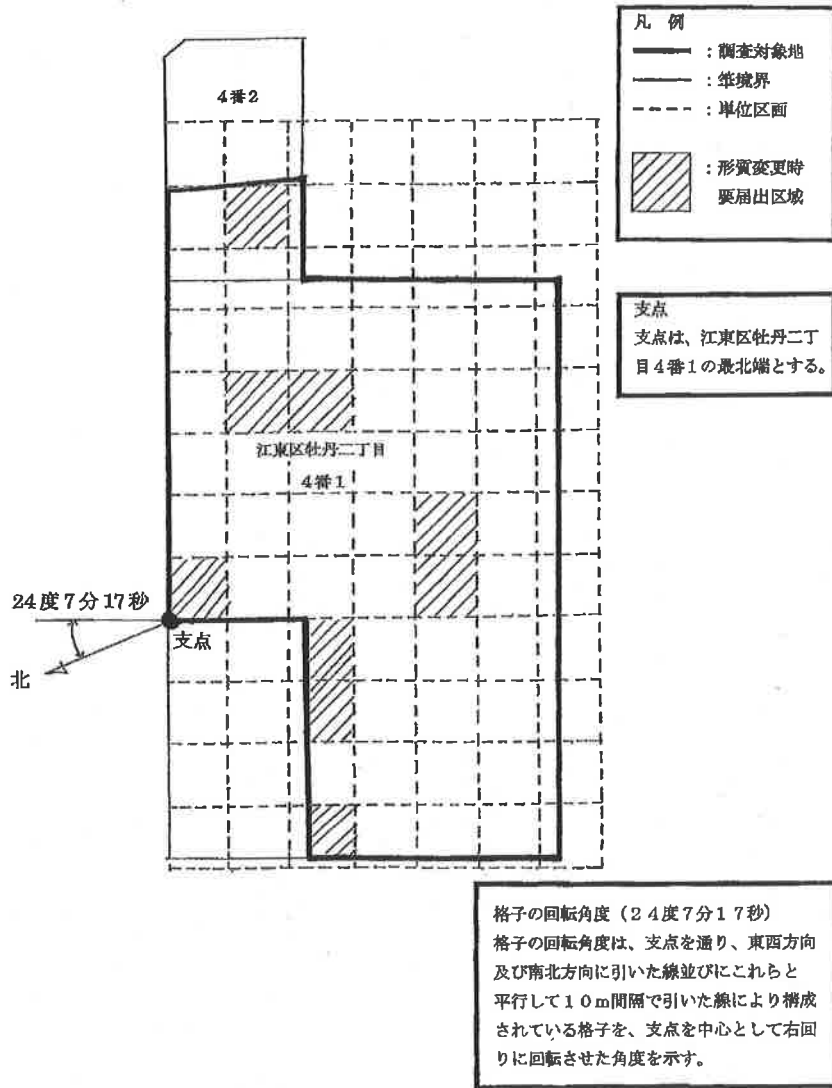 凡 例
：調査対象地
：筆境界
：単位区画
：形質変更時
要届出区域
支点
支点は、江東区牡丹二丁
目4番1の最北端とする。
4番2
江東区牡丹二丁目
4番1
24度7分17秒
支点
北
格子の回転角度（24度7分17秒）
格子の回転角度は、支点を通り、東西方向
及び南北方向に引いた線並びにこれらと
平行して10m間隔で引いた線により構成
されている格子を、支点を中心として右回
りに回転させた角度を示す。